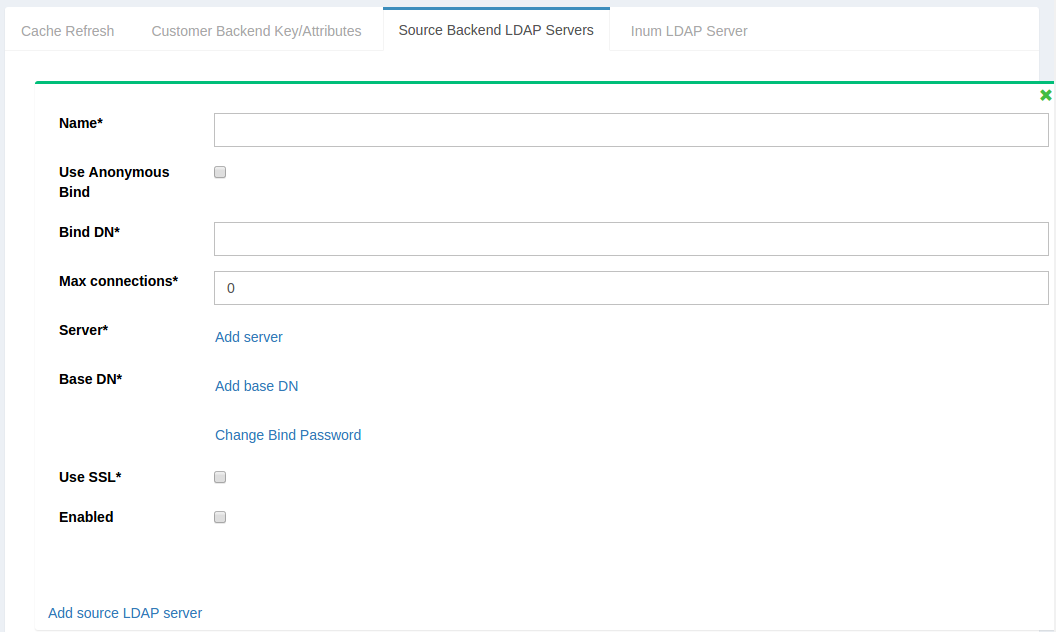 Cache Refresh Customer Backend Key/Attributes Source Backend LDAP Servers Inum LDAP Server
Name*
Use Anonymous
Bind
Bind DN*
Max connections* 0
Server* Add server
Base DN* Add base DN
Change Bind Password
Use SSL*
Enabled
Add source LDAP server